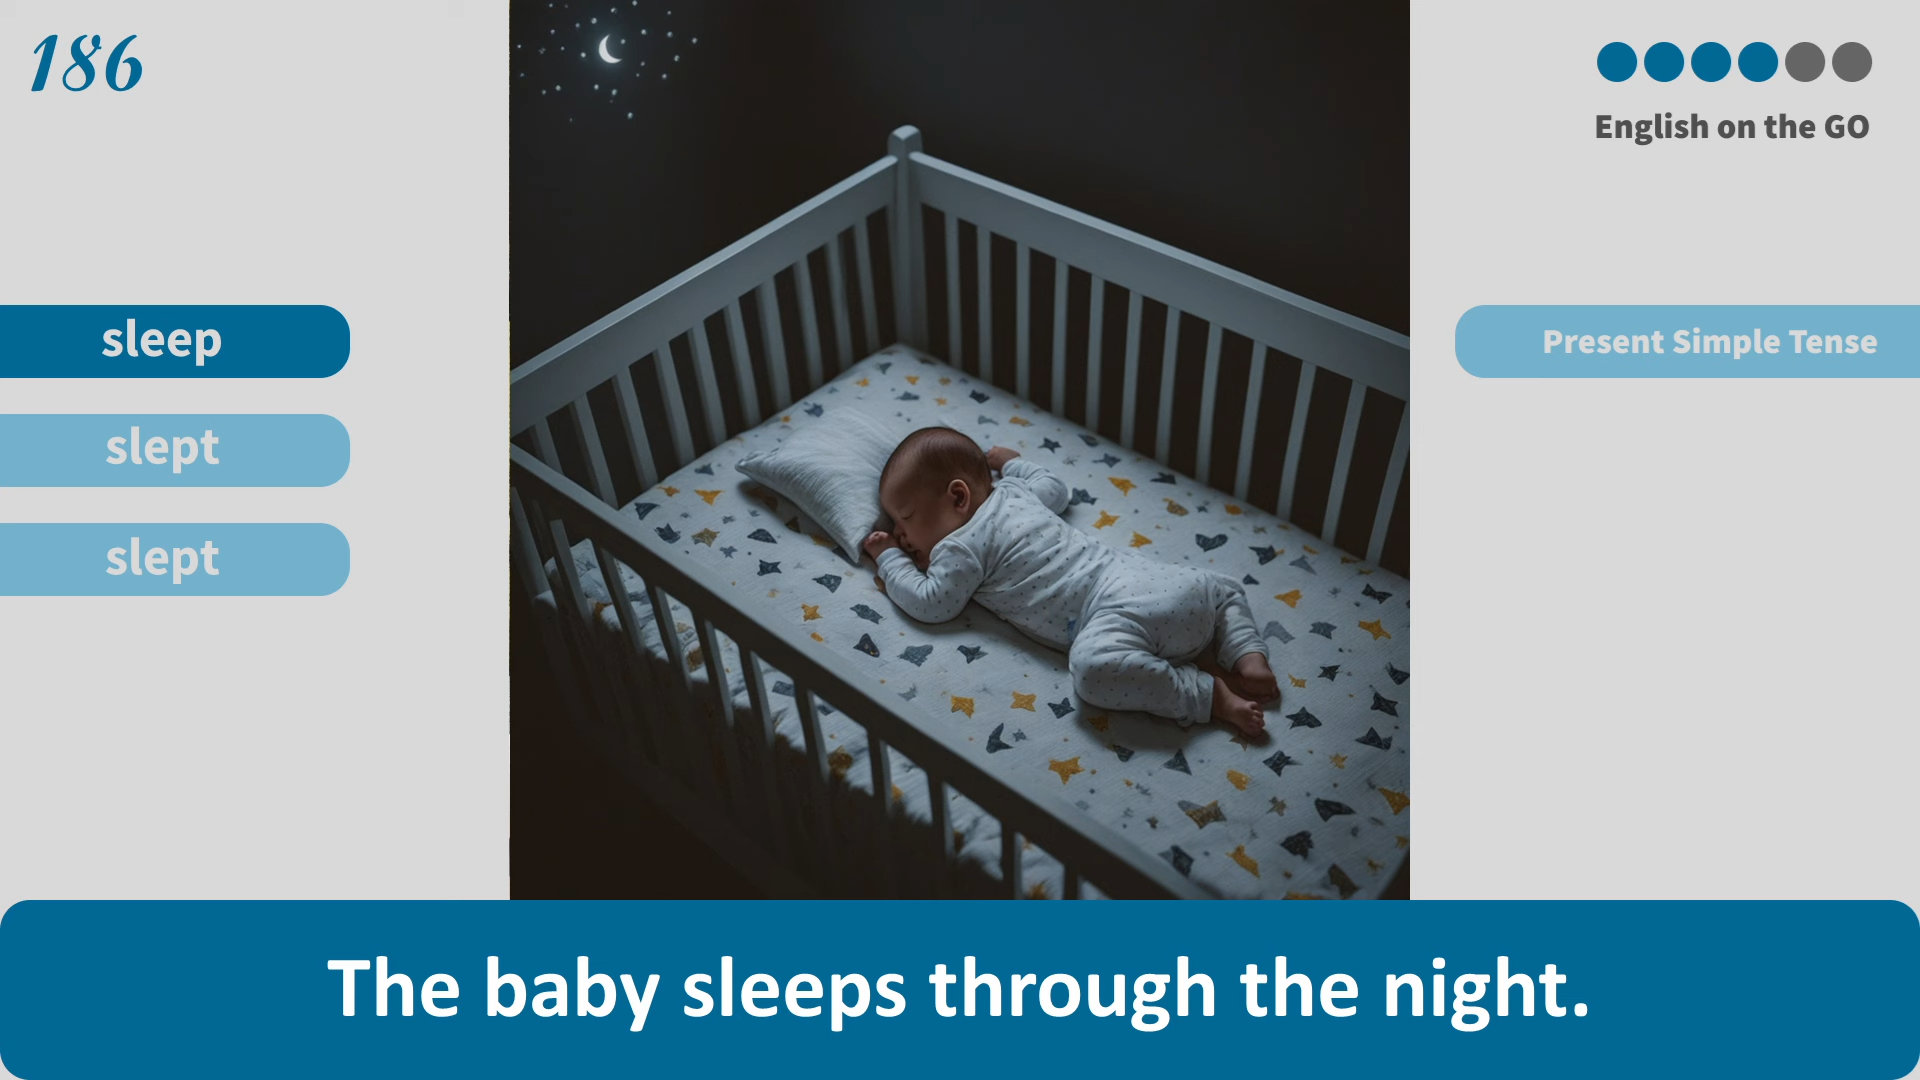 186
English on the GO
sleep
slept
slept
Present Simple Tense
The baby sleeps through the night.